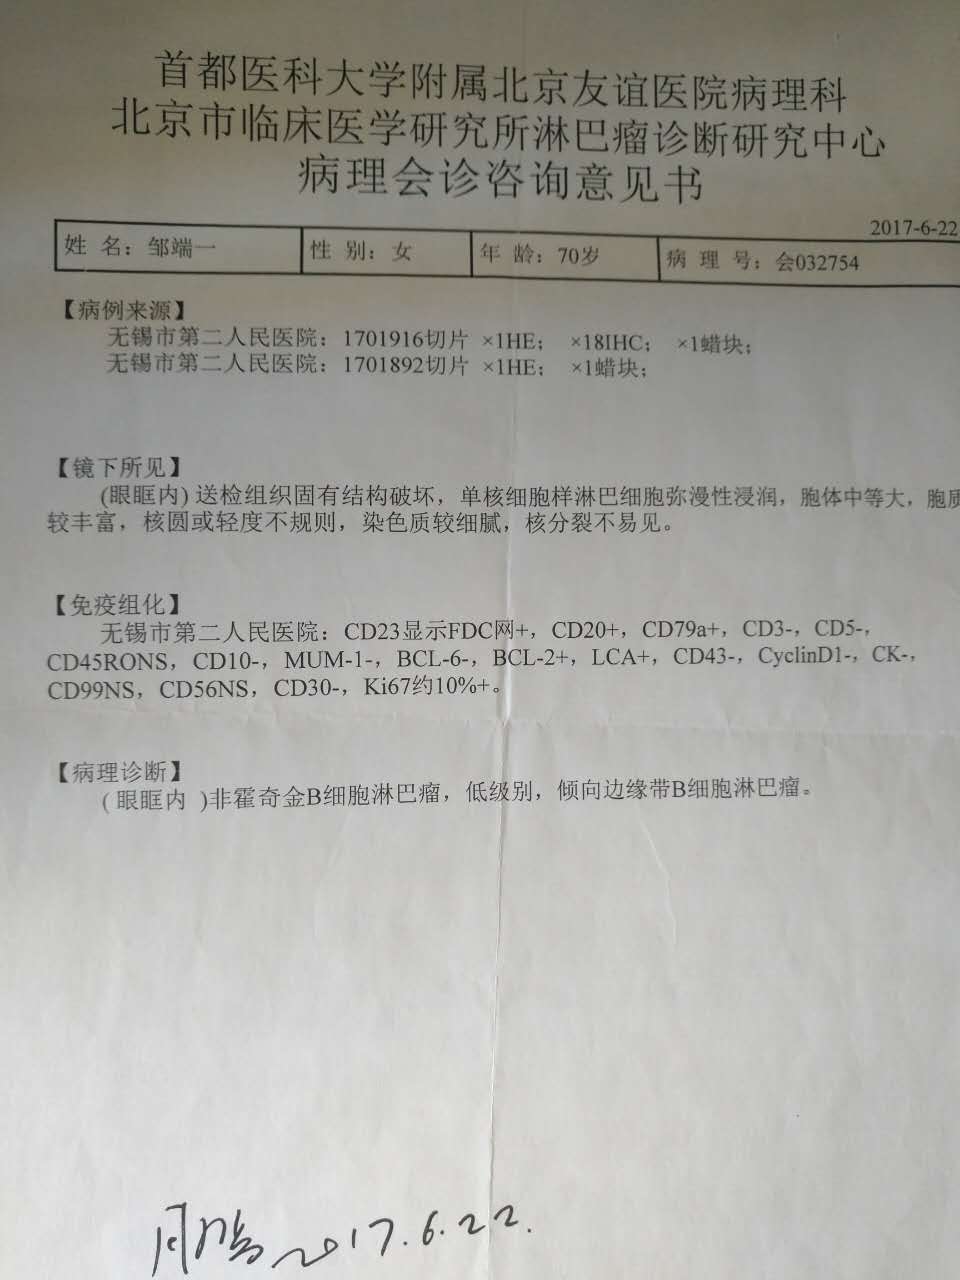 首都医科大学附属北京友谊医院病理科
北京市临床医学研究所淋巴瘤诊断研究中心
病理会诊咨询意见书
2017-6-22
姓 名：邹端一 性 别：女 年 龄：70岁 病 理 号：会032754
【病例来源】
无锡市第二人民医院：1701916切片 ×1HE； ×18IHC； ×1蜡块；
无锡市第二人民医院：1701892切片 ×1HE； ×1蜡块；
【镜下所见】
(眼眶内) 送检组织固有结构破坏，单核细胞样淋巴细胞弥漫性浸润，胞体中等大，胞质
较丰富，核圆或轻度不规则，染色质较细腻，核分裂不易见。
【免疫组化】
无锡市第二人民医院：CD23显示FDC网+，CD20+，CD79a+，CD3-，CD5-，
CD45RONS，CD10-，MUM-1-，BCL-6-，BCL-2+，LCA+，CD43-，CyclinD1-，CK-，
CD99NS，CD56NS，CD30-，Ki67约10%+。
【病理诊断】
( 眼眶内 )非霍奇金B细胞淋巴瘤，低级别，倾向边缘带B细胞淋巴瘤。
2017.6.22.